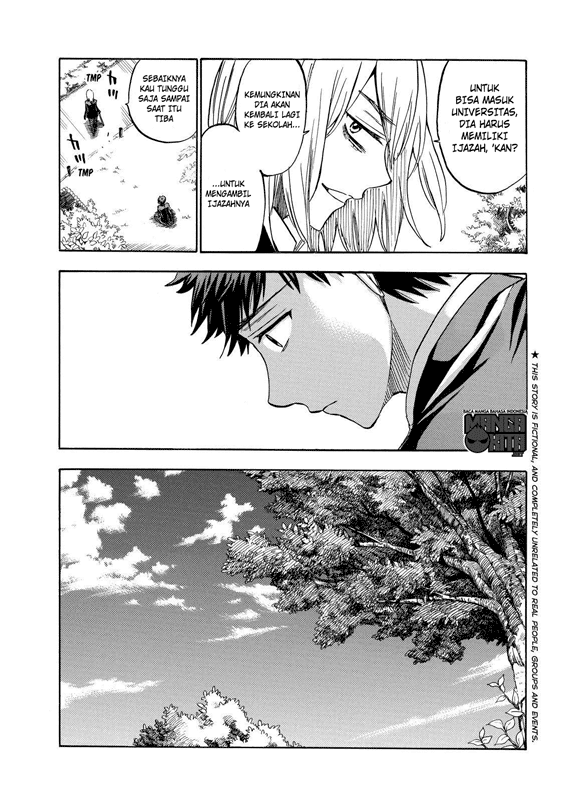 UNTUK
BISA MASUK
UNIVERSITAS,
DIA HARUS
MEMILIKI
IJAZAH, 'KAN?
KEMUNGKINAN
DIA AKAN
KEMBALI LAGI
KE SEKOLAH...
...UNTUK
MENGAMBIL
IJAZAHNYA
SEBAIKNYA
KAU TUNGGU
SAJA SAMPAI
SAAT ITU
TIBA
TMP
TMP
BACA MANGA BAHASA INDONESIA
MANGA
KITA
★ THIS STORY IS FICTIONAL, AND COMPLETELY UNRELATED TO REAL PEOPLE, GROUPS AND EVENTS.